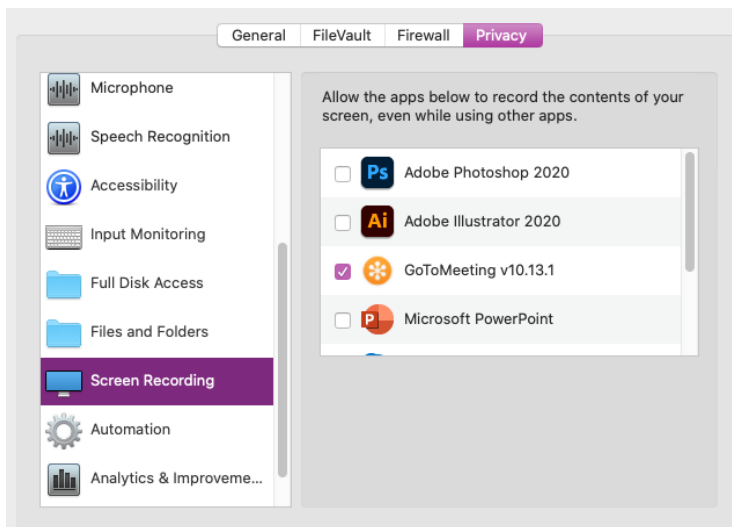 General FileVault Firewall Privacy
Microphone
Speech Recognition
Accessibility
Input Monitoring
Full Disk Access
Files and Folders
Screen Recording
Automation
Analytics & Improveme...
Allow the apps below to record the contents of your
screen, even while using other apps.
Ps Adobe Photoshop 2020
Ai Adobe Illustrator 2020
GoToMeeting v10.13.1
P Microsoft PowerPoint